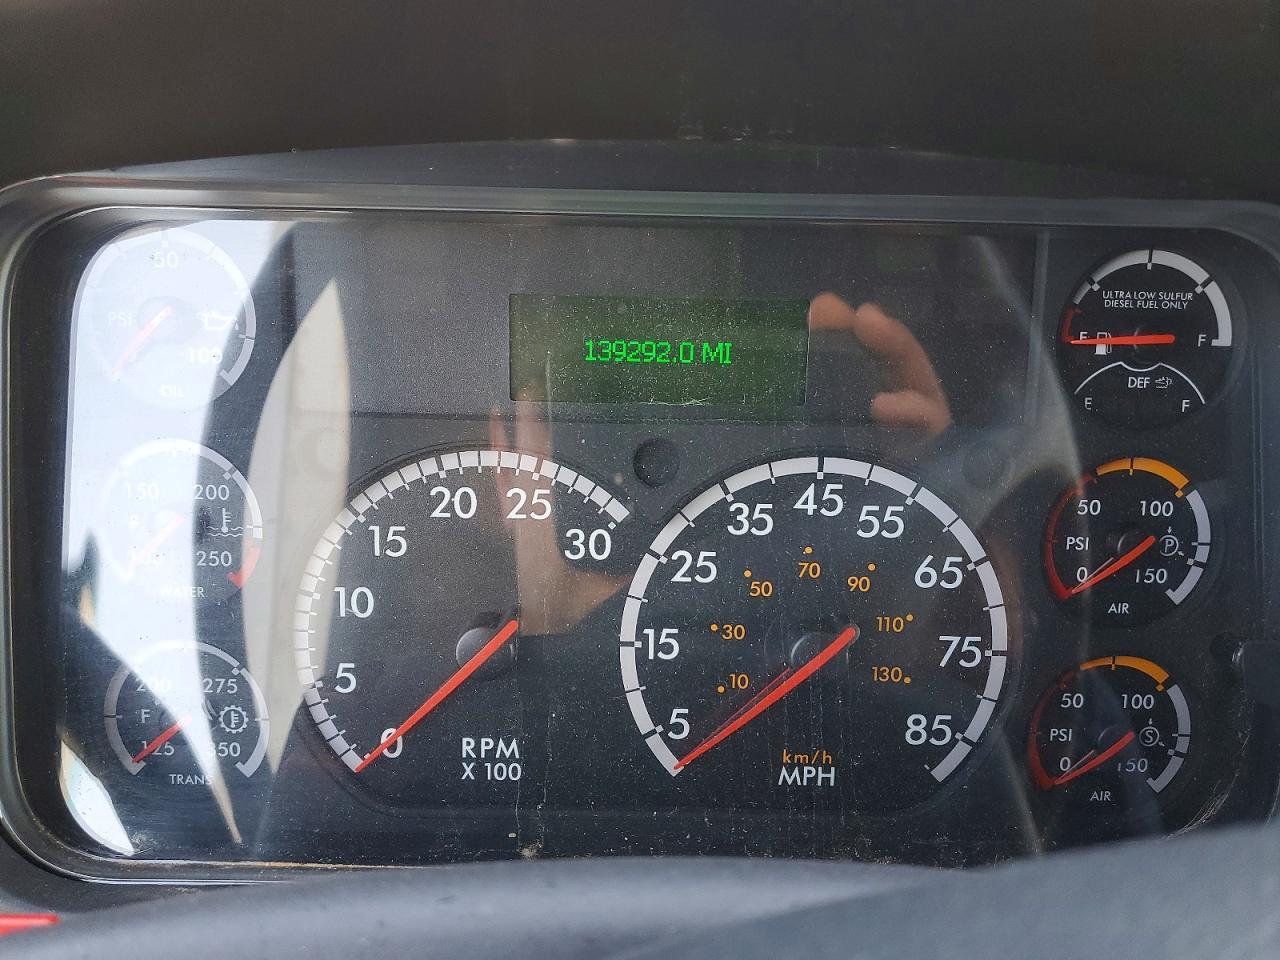 139292.0 MI
50
PSI
100
OIL
150 200
250
WATER
200 275
F
125 350
TRANS
0 5 10 15 20 25 30
RPM
X 100
5 15 25 35 45 55 65 75 85
10 30 50 70 90 110 130
km/h
MPH
ULTRA LOW SULFUR
DIESEL FUEL ONLY
E F
DEF
E F
50 100
PSI P
0 150
AIR
50 100
PSI S
0 150
AIR